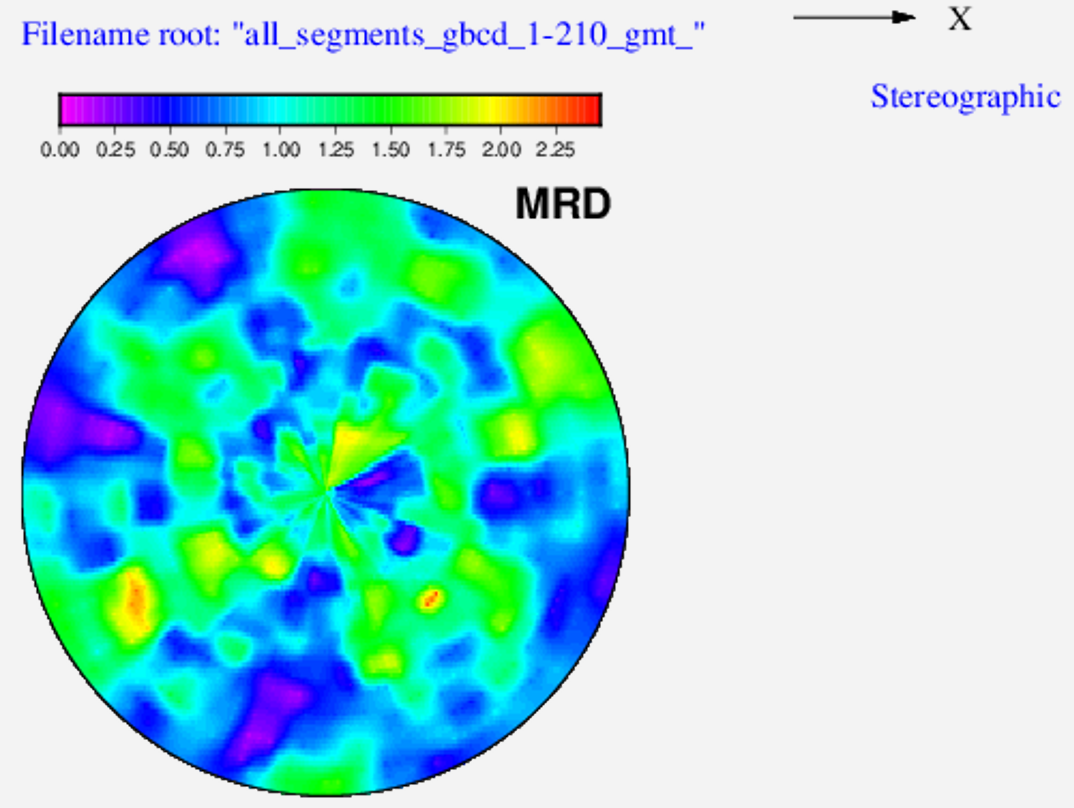 Filename root: "all_segments_gbcd_1-210_gmt_"
X
Stereographic
0.00 0.25 0.50 0.75 1.00 1.25 1.50 1.75 2.00 2.25
MRD